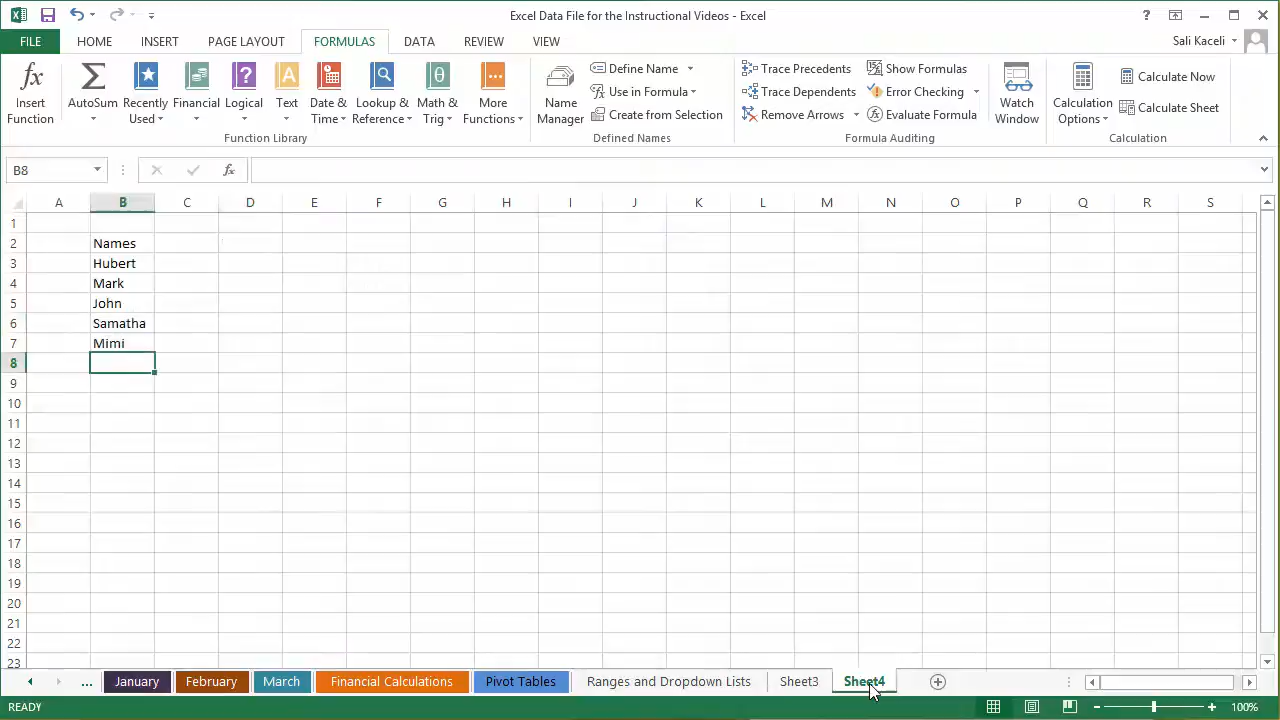 Excel Data File for the Instructional Videos - Excel
FILE HOME INSERT PAGE LAYOUT FORMULAS DATA REVIEW VIEW Sali Kaceli
Insert Function
AutoSum
Recently Used
Financial
Logical
Text
Date & Time
Lookup & Reference
Math & Trig
More Functions
Function Library
Name Manager
Define Name
Use in Formula
Create from Selection
Defined Names
Trace Precedents
Trace Dependents
Remove Arrows
Show Formulas
Error Checking
Evaluate Formula
Formula Auditing
Watch Window
Calculation Options
Calculate Now
Calculate Sheet
Calculation
B8 fx
A B C D E F G H I J K L M N O P Q R S
1
2 Names
3 Hubert
4 Mark
5 John
6 Samatha
7 Mimi
8
9
10
11
12
13
14
15
16
17
18
19
20
21
22
23
... January February March Financial Calculations Pivot Tables Ranges and Dropdown Lists Sheet3 Sheet4
READY 100%